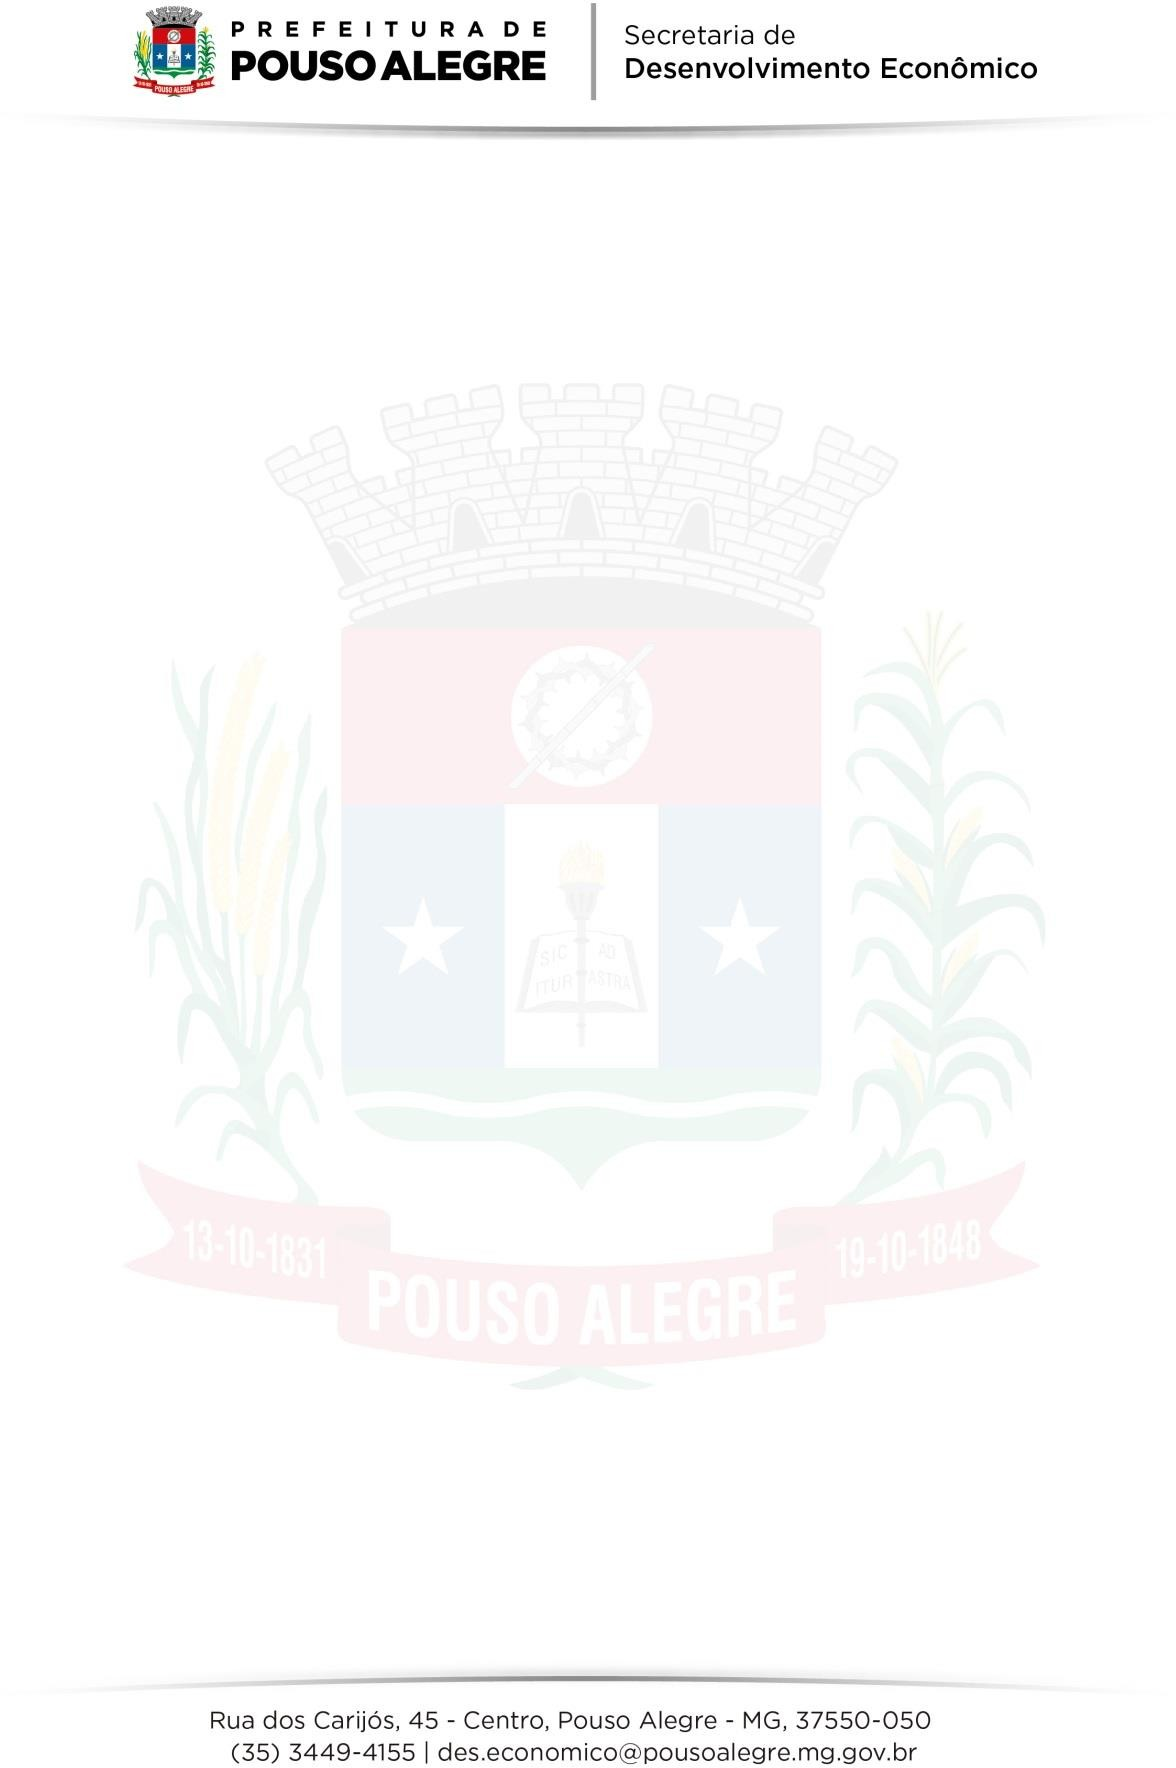 PREFEITURA DE
POUSO ALEGRE
Secretaria de
Desenvolvimento Econômico
POUSO ALEGRE
SIC AD
ITUR ASTRA
13-10-1831
POUSO ALEGRE
19-10-1848
Rua dos Carijós, 45 - Centro, Pouso Alegre - MG, 37550-050
(35) 3449-4155 | des.economico@pousoalegre.mg.gov.br